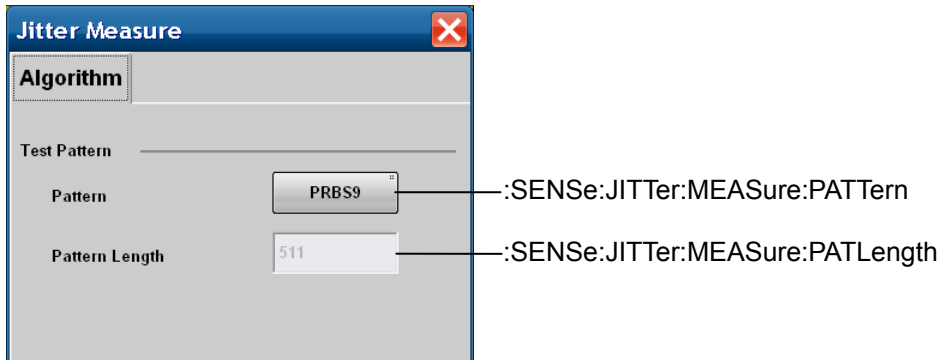 Jitter Measure
Algorithm
Test Pattern
Pattern PRBS9 :SENSe:JITTer:MEASure:PATTern
Pattern Length 511 :SENSe:JITTer:MEASure:PATLength